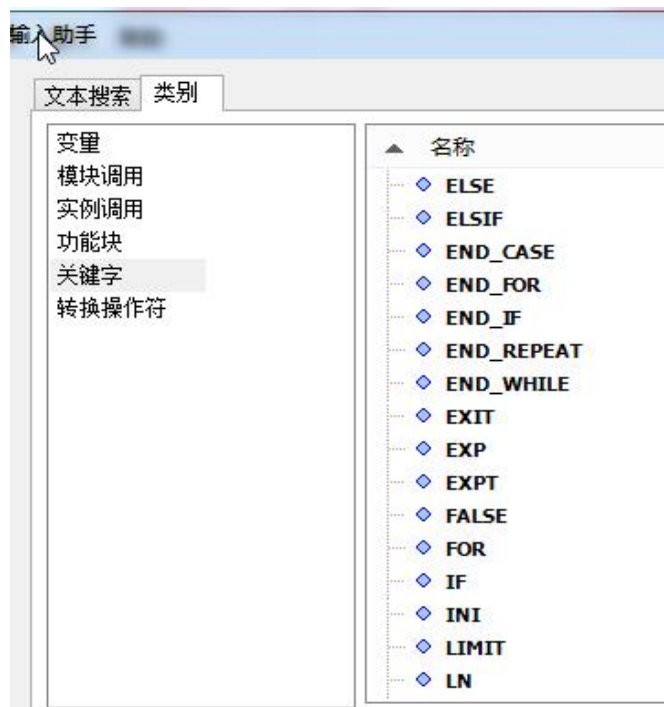 输入助手
文本搜索 类别
变量
模块调用
实例调用
功能块
关键字
转换操作符
名称
ELSE
ELSIF
END_CASE
END_FOR
END_IF
END_REPEAT
END_WHILE
EXIT
EXP
EXPT
FALSE
FOR
IF
INI
LIMIT
LN